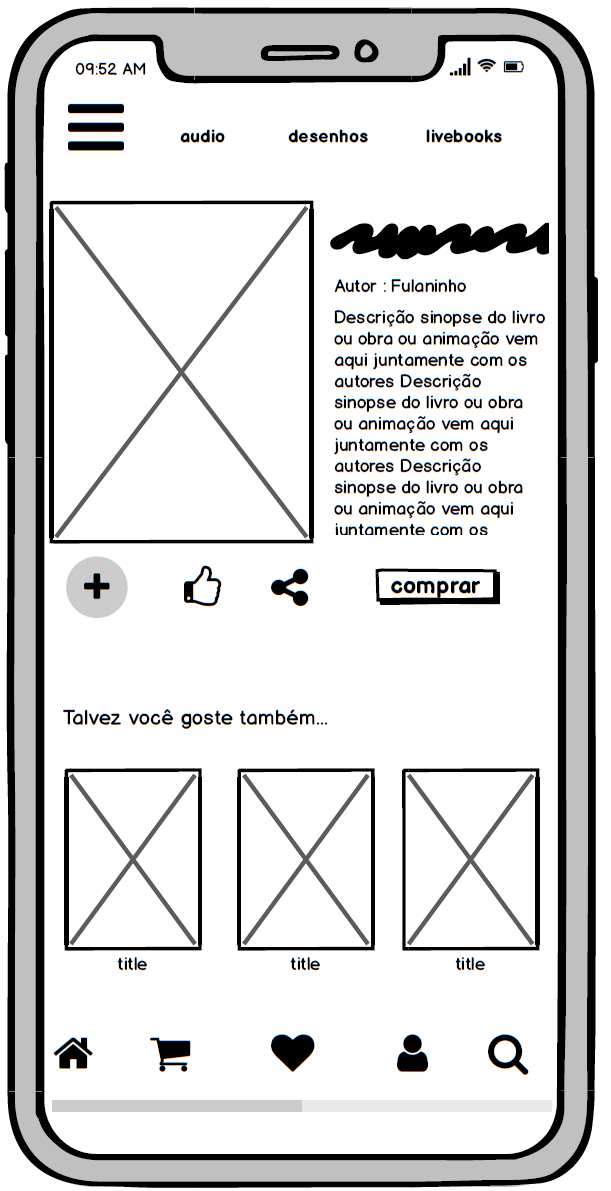 09:52 AM
audio desenhos livebooks
Autor : Fulaninho
Descrição sinopse do livro
ou obra ou animação vem
aqui juntamente com os
autores Descrição
sinopse do livro ou obra
ou animação vem aqui
juntamente com os
autores Descrição
sinopse do livro ou obra
ou animação vem aqui
juntamente com os
comprar
Talvez você goste também...
title title title